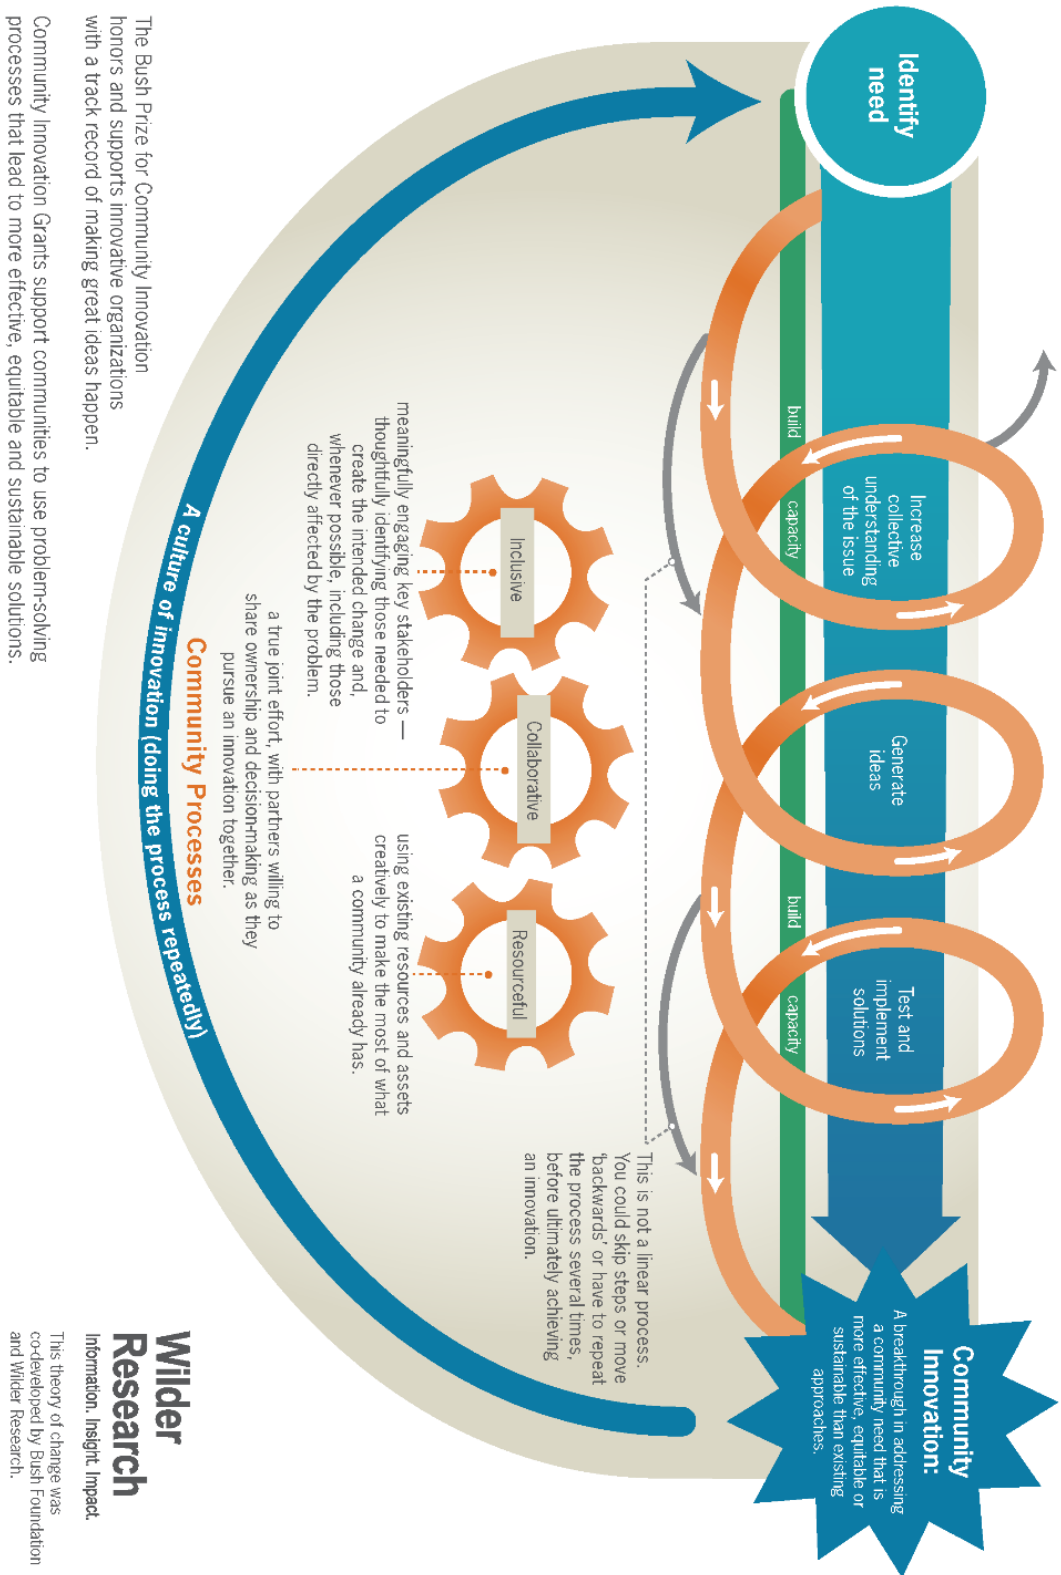 Identify
need
Increase
collective
understanding
of the issue
Generate
ideas
Test and
implement
solutions
Community
Innovation:
A breakthrough in addressing
a community need that is
more effective, equitable or
sustainable than existing
approaches.
build capacity
build capacity
This is not a linear process.
You could skip steps or move
‘backwards’ or have to repeat
the process several times,
before ultimately achieving
an innovation.
Inclusive
Collaborative
Resourceful
meaningfully engaging key stakeholders —
thoughtfully identifying those needed to
create the intended change and,
whenever possible, including those
directly affected by the problem.
using existing resources and assets
creatively to make the most of what
a community already has.
a true joint effort, with partners willing to
share ownership and decision-making as they
pursue an innovation together.
Community Processes
A culture of innovation (doing the process repeatedly)
The Bush Prize for Community Innovation
honors and supports innovative organizations
with a track record of making great ideas happen.
Community Innovation Grants support communities to use problem-solving
processes that lead to more effective, equitable and sustainable solutions.
Wilder
Research
Information. Insight. Impact.
This theory of change was
co-developed by Bush Foundation
and Wilder Research.